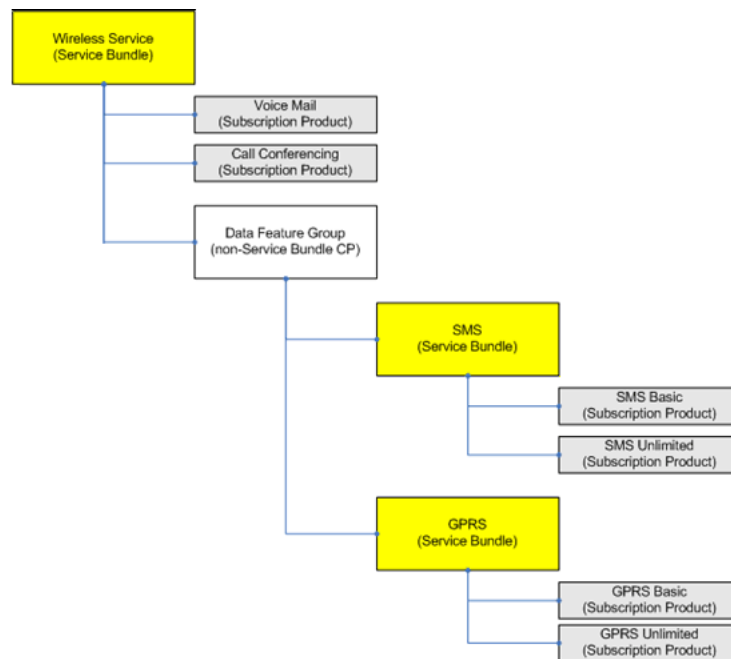 Wireless Service
(Service Bundle)
Voice Mail
(Subscription Product)
Call Conferencing
(Subscription Product)
Data Feature Group
(non-Service Bundle CP)
SMS
(Service Bundle)
SMS Basic
(Subscription Product)
SMS Unlimited
(Subscription Product)
GPRS
(Service Bundle)
GPRS Basic
(Subscription Product)
GPRS Unlimited
(Subscription Product)